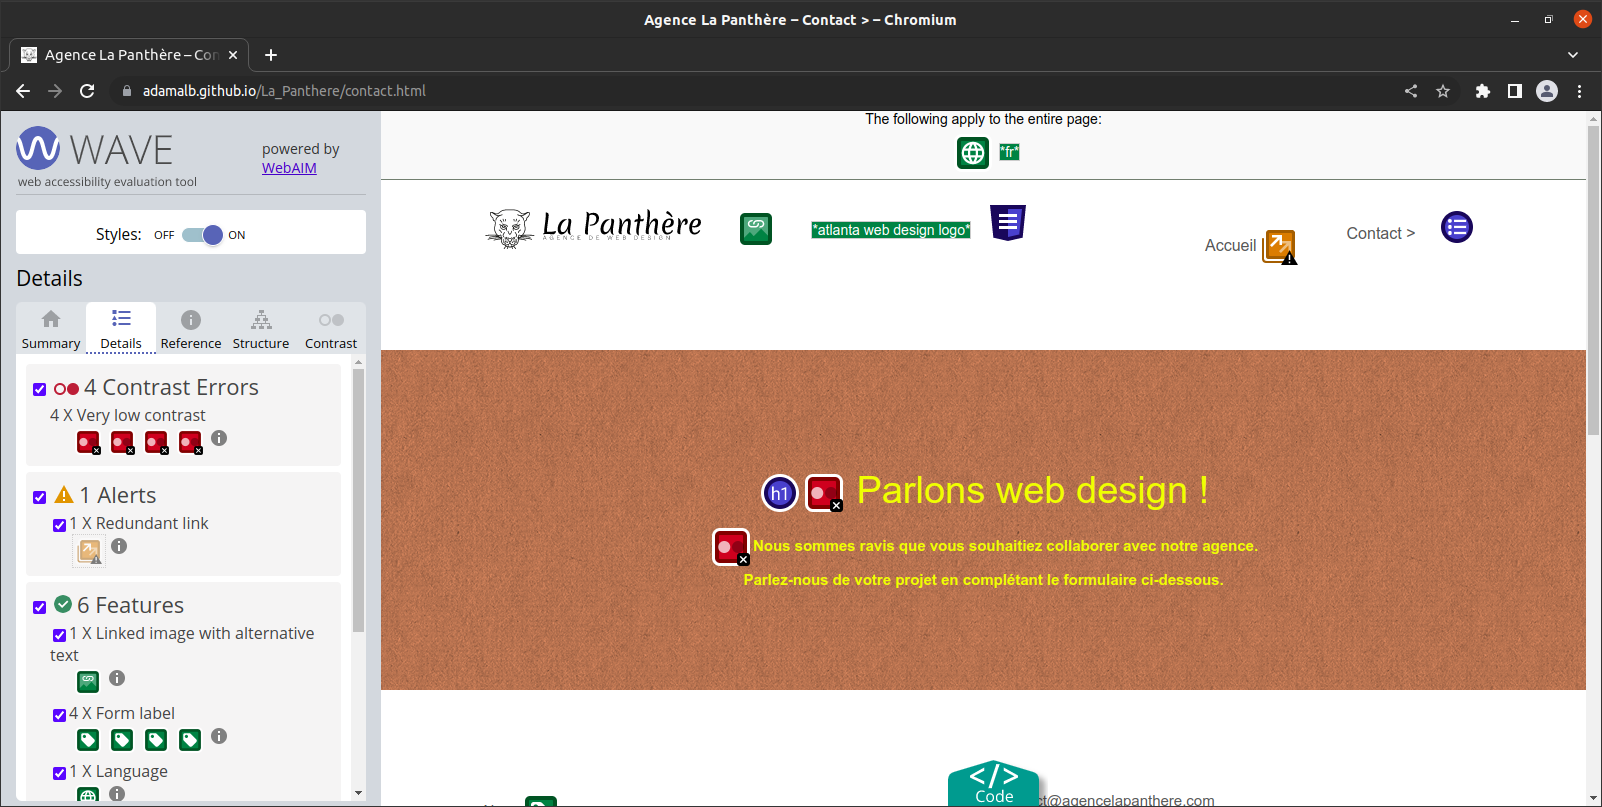 Agence La Panthère – Contact > – Chromium
Agence La Panthère – Con
adamalb.github.io/La_Panthere/contact.html
WAVE
web accessibility evaluation tool
powered by
WebAIM
Styles: OFF ON
Details
Summary Details Reference Structure Contrast
4 Contrast Errors
4 X Very low contrast
1 Alerts
1 X Redundant link
6 Features
1 X Linked image with alternative
text
4 X Form label
1 X Language
The following apply to the entire page:
*fr*
La Panthère
AGENCE DE WEB DESIGN
*atlanta web design logo*
Accueil
Contact >
h1 Parlons web design !
Nous sommes ravis que vous souhaitiez collaborer avec notre agence.
Parlez-nous de votre projet en complétant le formulaire ci-dessous.
</>
Code
ct@agencelapanthere.com